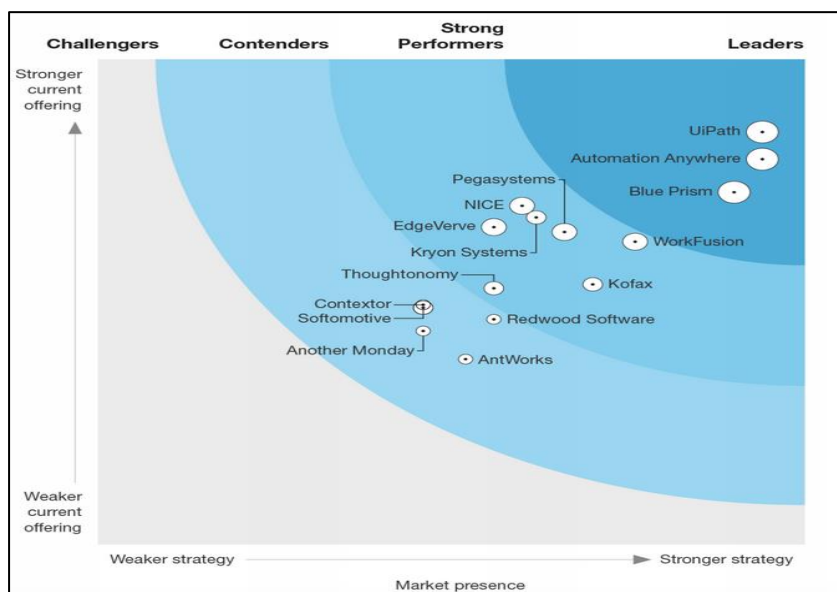 Strong
Challengers Contenders Performers Leaders
Stronger
current
offering
UiPath
Automation Anywhere
Pegasystems
Blue Prism
NICE
EdgeVerve
WorkFusion
Kryon Systems
Thoughtonomy
Kofax
Contextor
Softomotive
Redwood Software
Another Monday
AntWorks
Weaker
current
offering
Weaker strategy Stronger strategy
Market presence